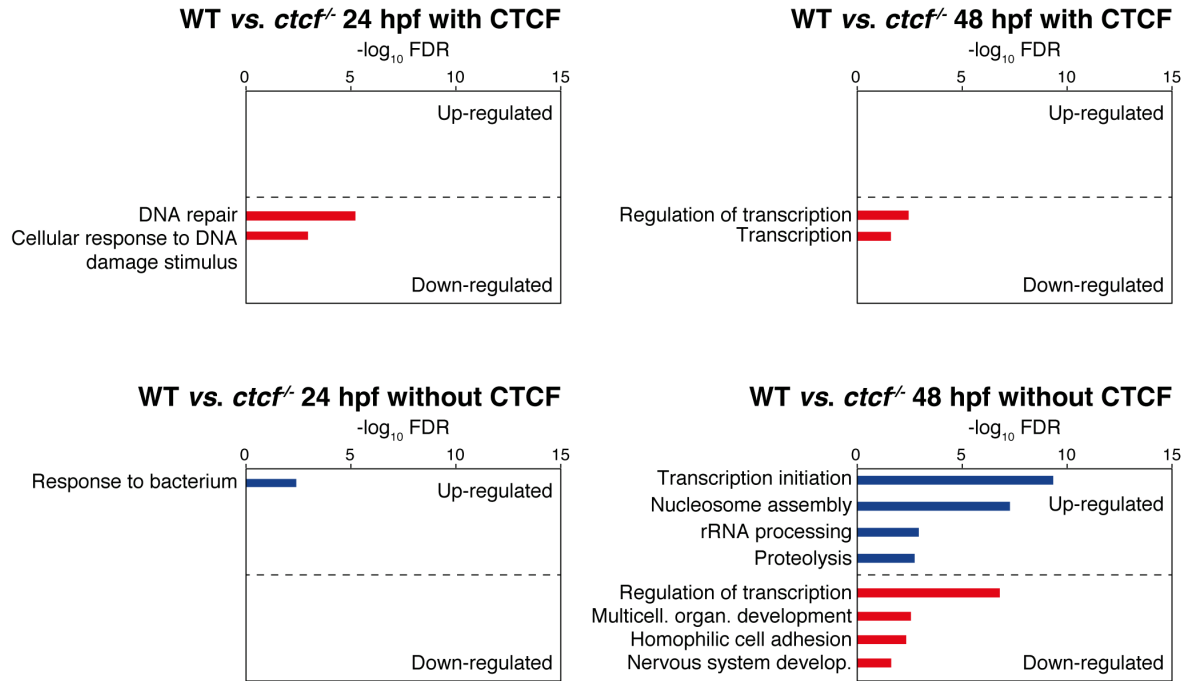 WT vs. ctcf-/- 24 hpf with CTCF
-log10 FDR
0 5 10 15
Up-regulated
DNA repair
Cellular response to DNA
damage stimulus
Down-regulated
WT vs. ctcf-/- 48 hpf with CTCF
-log10 FDR
0 5 10 15
Up-regulated
Regulation of transcription
Transcription
Down-regulated
WT vs. ctcf-/- 24 hpf without CTCF
-log10 FDR
0 5 10 15
Response to bacterium
Up-regulated
Down-regulated
WT vs. ctcf-/- 48 hpf without CTCF
-log10 FDR
0 5 10 15
Transcription initiation
Up-regulated
Nucleosome assembly
rRNA processing
Proteolysis
Regulation of transcription
Multicell. organ. development
Homophilic cell adhesion
Nervous system develop.
Down-regulated